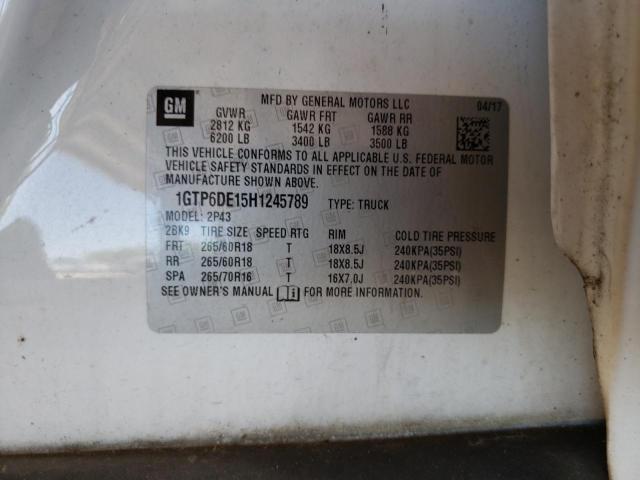 GM
MFD BY GENERAL MOTORS LLC 04/17
GVWR GAWR FRT GAWR RR
2812 KG 1542 KG 1588 KG
6200 LB 3400 LB 3500 LB
THIS VEHICLE CONFORMS TO ALL APPLICABLE U.S. FEDERAL MOTOR
VEHICLE SAFETY STANDARDS IN EFFECT ON THE DATE OF
MANUFACTURE SHOWN ABOVE.
1GTP6DE15H1245789 TYPE: TRUCK
MODEL: 2P43
2BK9 TIRE SIZE SPEED RTG RIM COLD TIRE PRESSURE
FRT 265/60R18 T 18X8.5J 240KPA(35PSI)
RR 265/60R18 T 18X8.5J 240KPA(35PSI)
SPA 265/70R16 T 16X7.0J 240KPA(35PSI)
SEE OWNER'S MANUAL FOR MORE INFORMATION.